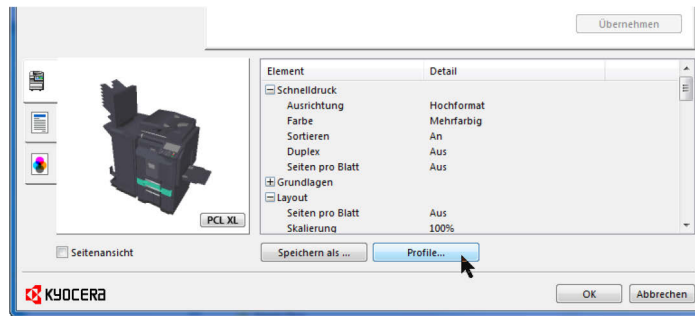 Übernehmen
Element Detail
Schnelldruck
Ausrichtung Hochformat
Farbe Mehrfarbig
Sortieren An
Duplex Aus
Seiten pro Blatt Aus
Grundlagen
Layout
Seiten pro Blatt Aus
Skalierung 100%
PCL XL
Seitenansicht Speichern als ... Profile...
KYOCERA OK Abbrechen